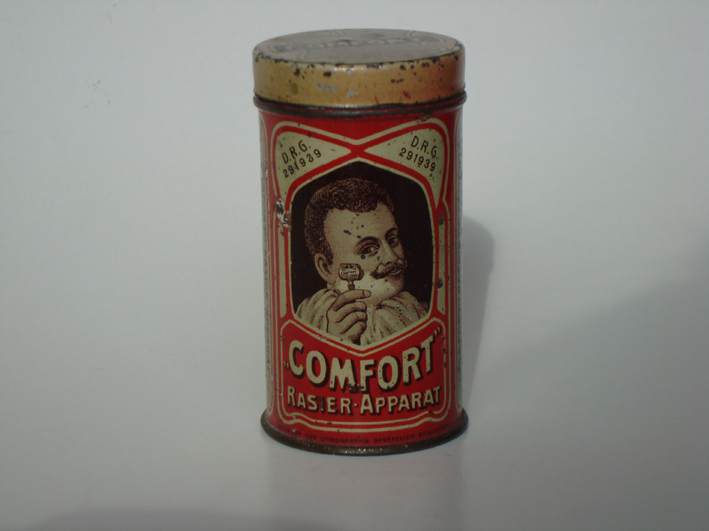 D.R.G.
291939
D.R.G.
291939
„COMFORT”
RASIER-APPARAT